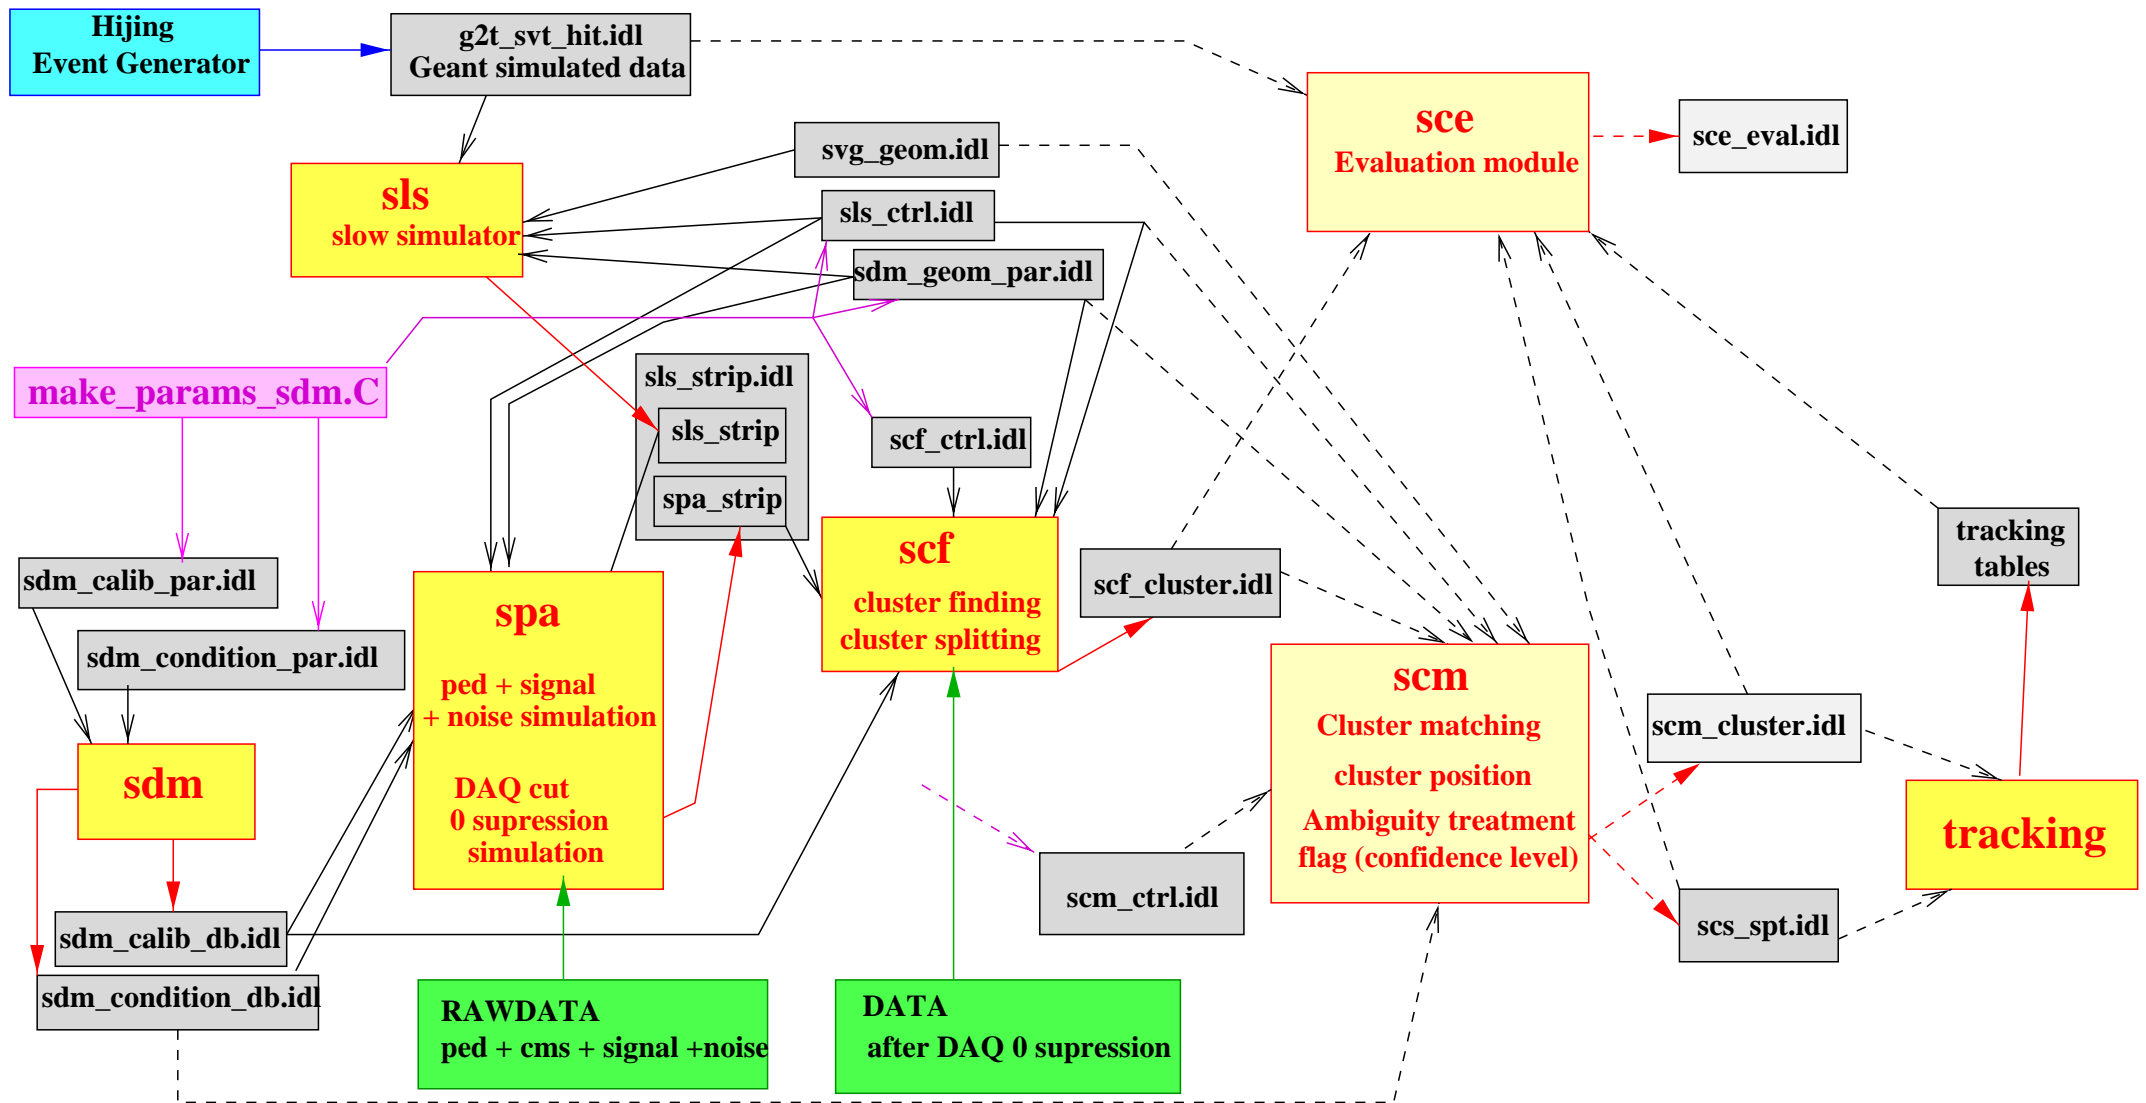 Hijing
Event Generator
g2t_svt_hit.idl
Geant simulated data
sce
Evaluation module
sce_eval.idl
svg_geom.idl
sls
slow simulator
sls_ctrl.idl
sdm_geom_par.idl
make_params_sdm.C
sls_strip.idl
sls_strip
spa_strip
scf_ctrl.idl
scf
cluster finding
cluster splitting
scf_cluster.idl
tracking
tables
sdm_calib_par.idl
sdm_condition_par.idl
spa
ped + signal
+ noise simulation
DAQ cut
0 supression
simulation
sdm
scm
Cluster matching
cluster position
Ambiguity treatment
flag (confidence level)
scm_cluster.idl
tracking
scm_ctrl.idl
scs_spt.idl
sdm_calib_db.idl
sdm_condition_db.idl
RAWDATA
ped + cms + signal +noise
DATA
after DAQ 0 supression